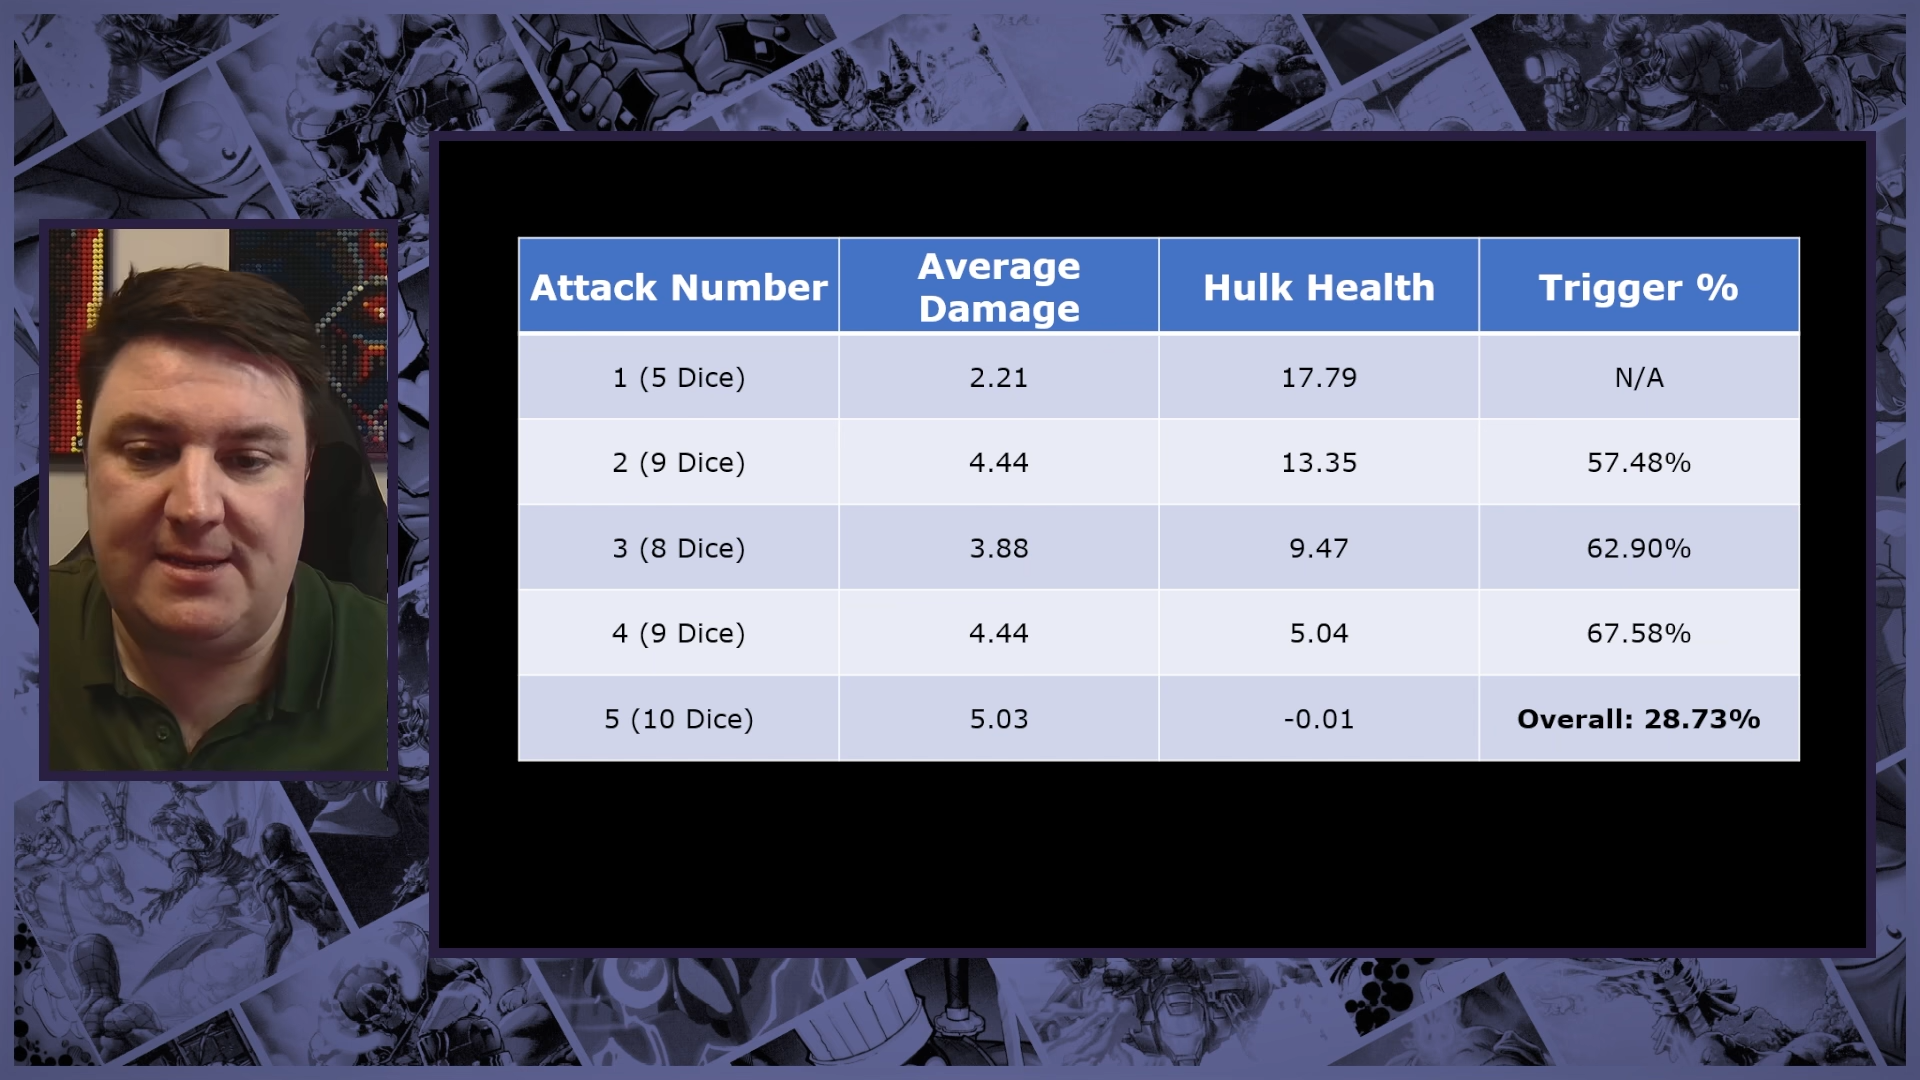 Attack Number Average Damage Hulk Health Trigger %
1 (5 Dice) 2.21 17.79 N/A
2 (9 Dice) 4.44 13.35 57.48%
3 (8 Dice) 3.88 9.47 62.90%
4 (9 Dice) 4.44 5.04 67.58%
5 (10 Dice) 5.03 -0.01 Overall: 28.73%